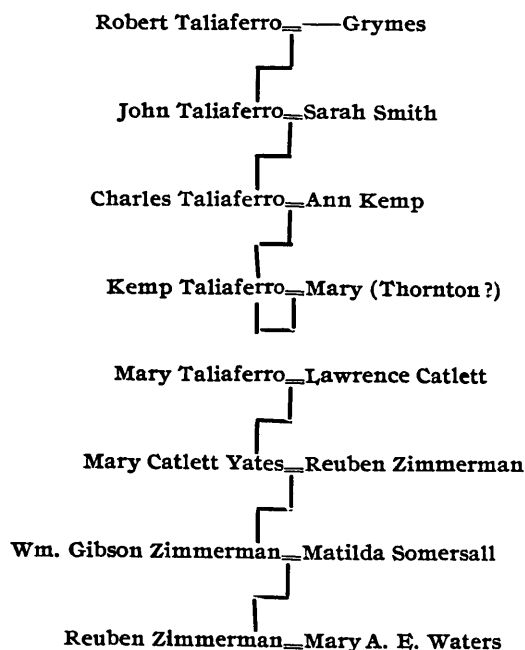 Robert Taliaferro=——Grymes
John Taliaferro=Sarah Smith
Charles Taliaferro=Ann Kemp
Kemp Taliaferro=Mary (Thornton?)
Mary Taliaferro=Lawrence Catlett
Mary Catlett Yates=Reuben Zimmerman
Wm. Gibson Zimmerman=Matilda Somersall
Reuben Zimmerman=Mary A. E. Waters